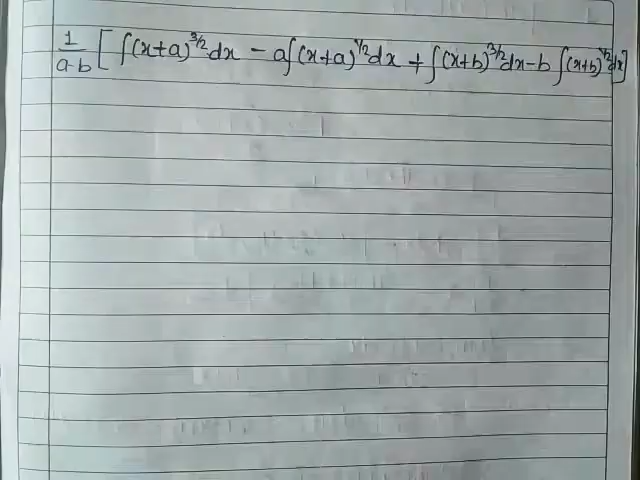 1/(a-b) [ ∫(x+a)^3/2 dx - a∫(x+a)^1/2 dx + ∫(x+b)^3/2 dx - b ∫(x+b)^1/2 dx ]